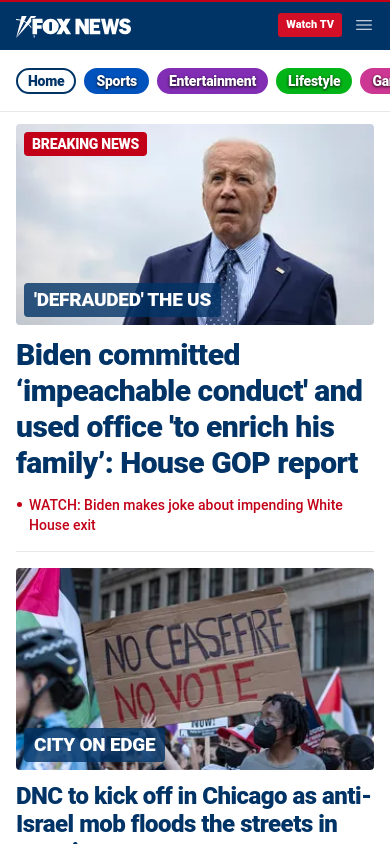 FOX NEWS
Watch TV
Home
Sports
Entertainment
Lifestyle
BREAKING NEWS
'DEFRAUDED' THE US
Biden committed
‘impeachable conduct' and
used office 'to enrich his
family’: House GOP report
WATCH: Biden makes joke about impending White
House exit
NO CEASEFIRE
NO VOTE
NOW!
CITY ON EDGE
DNC to kick off in Chicago as anti-
Israel mob floods the streets in